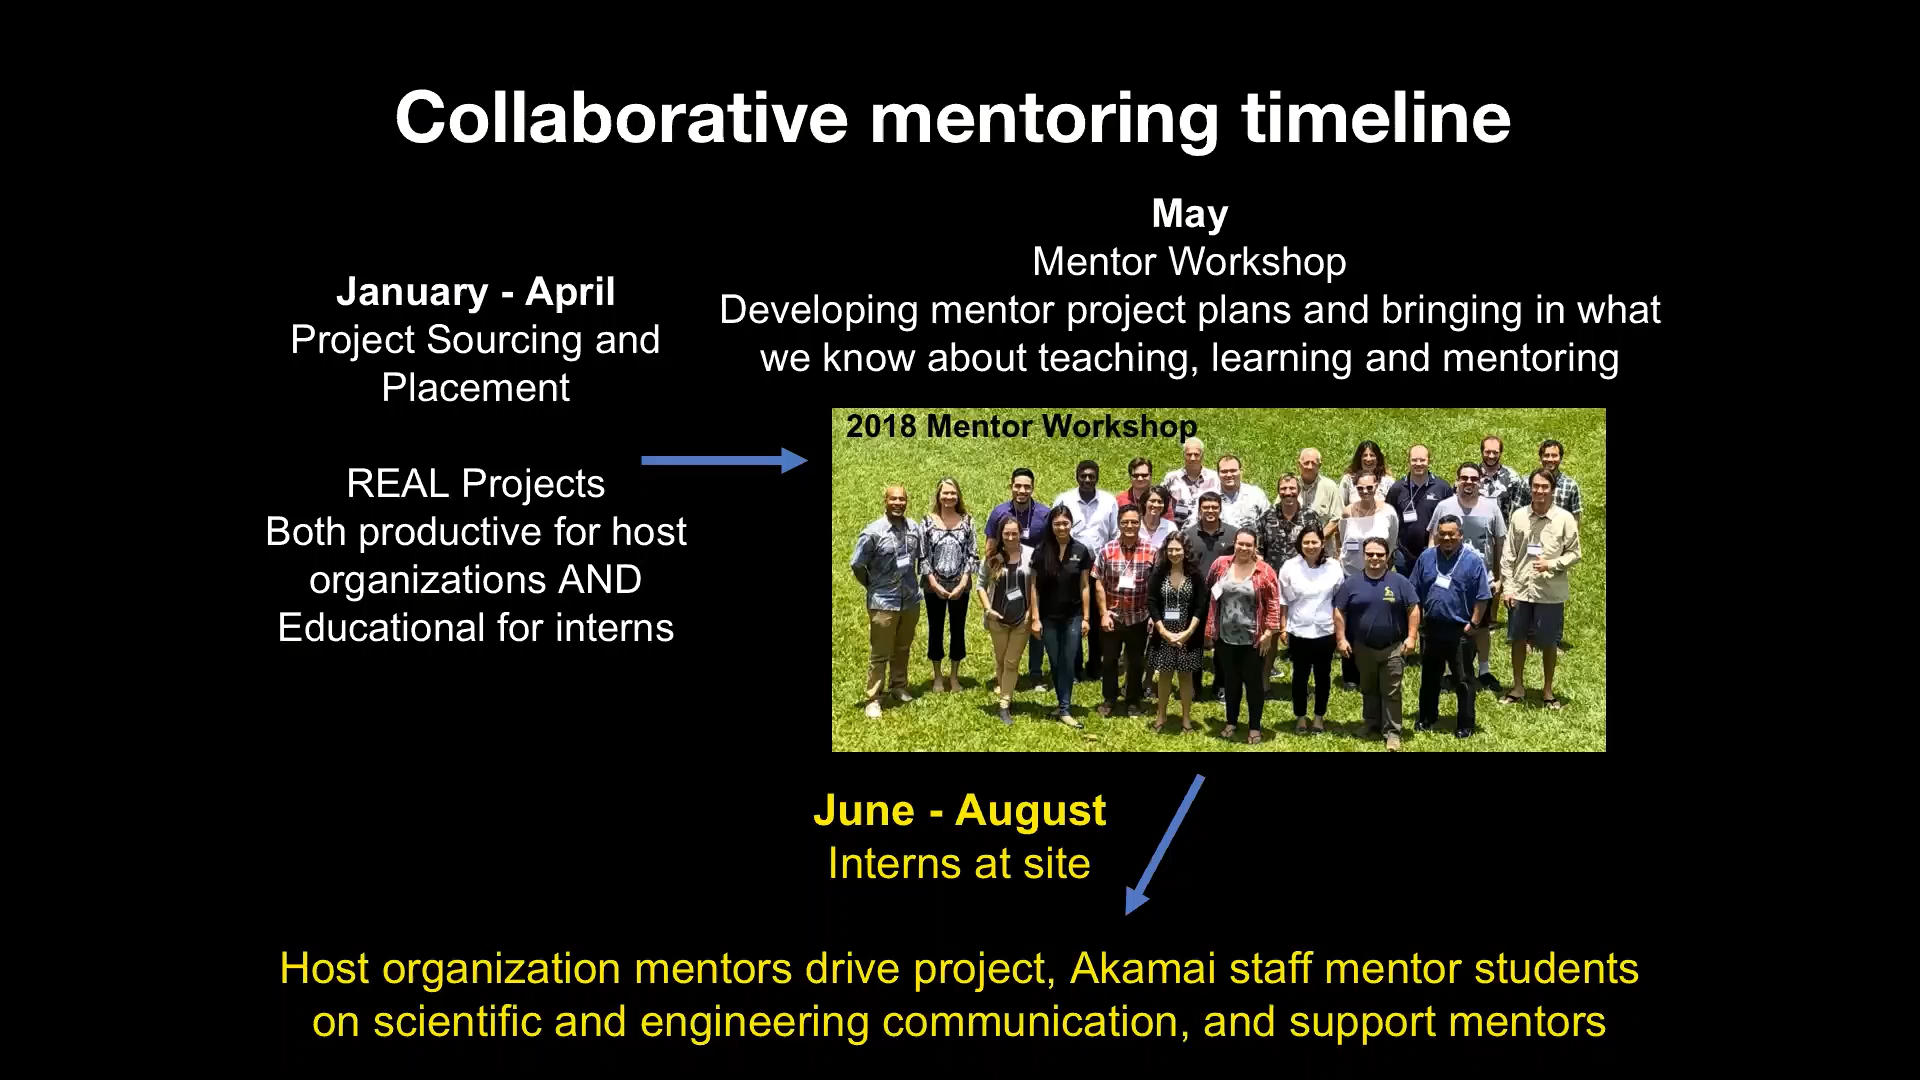 Collaborative mentoring timeline
January - April
Project Sourcing and
Placement
REAL Projects
Both productive for host
organizations AND
Educational for interns
May
Mentor Workshop
Developing mentor project plans and bringing in what
we know about teaching, learning and mentoring
2018 Mentor Workshop
June - August
Interns at site
Host organization mentors drive project, Akamai staff mentor students
on scientific and engineering communication, and support mentors